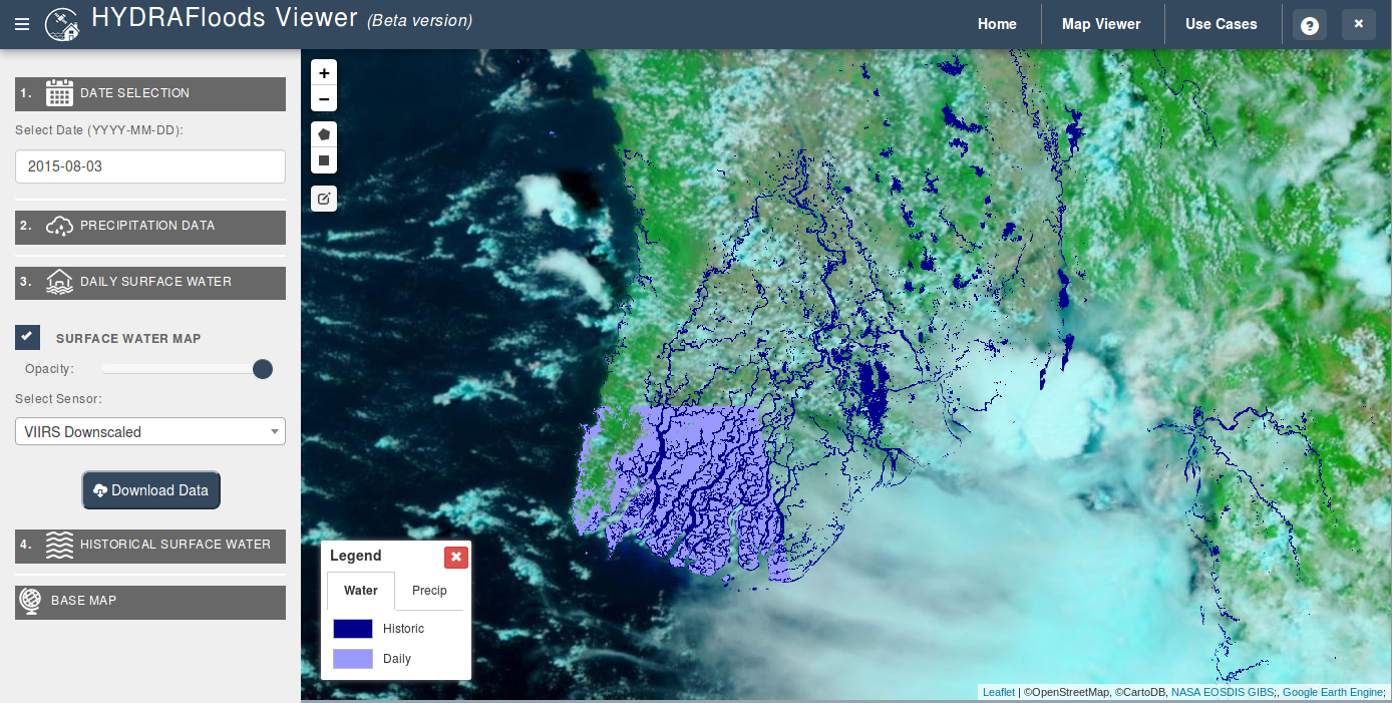 HYDRAFloods Viewer (Beta version)
Home
Map Viewer
Use Cases
?
×
1. DATE SELECTION
Select Date (YYYY-MM-DD):
2015-08-03
2. PRECIPITATION DATA
3. DAILY SURFACE WATER
SURFACE WATER MAP
Opacity:
Select Sensor:
VIIRS Downscaled
Download Data
4. HISTORICAL SURFACE WATER
BASE MAP
+
−
Legend
×
Water
Precip
Historic
Daily
Leaflet | ©OpenStreetMap, ©CartoDB, NASA EOSDIS GIBS;, Google Earth Engine;